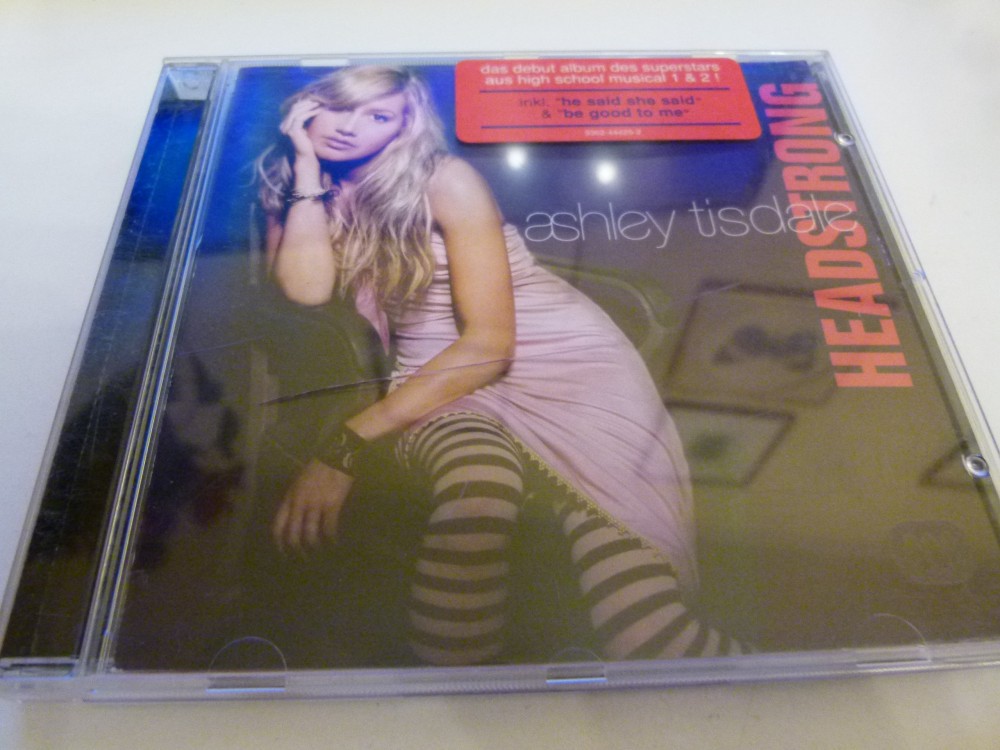 das debut album des superstars
aus high school musical 1 & 2 !
inkl. "he said she said"
& "be good to me"
ashley tisdale
HEADSTRONG